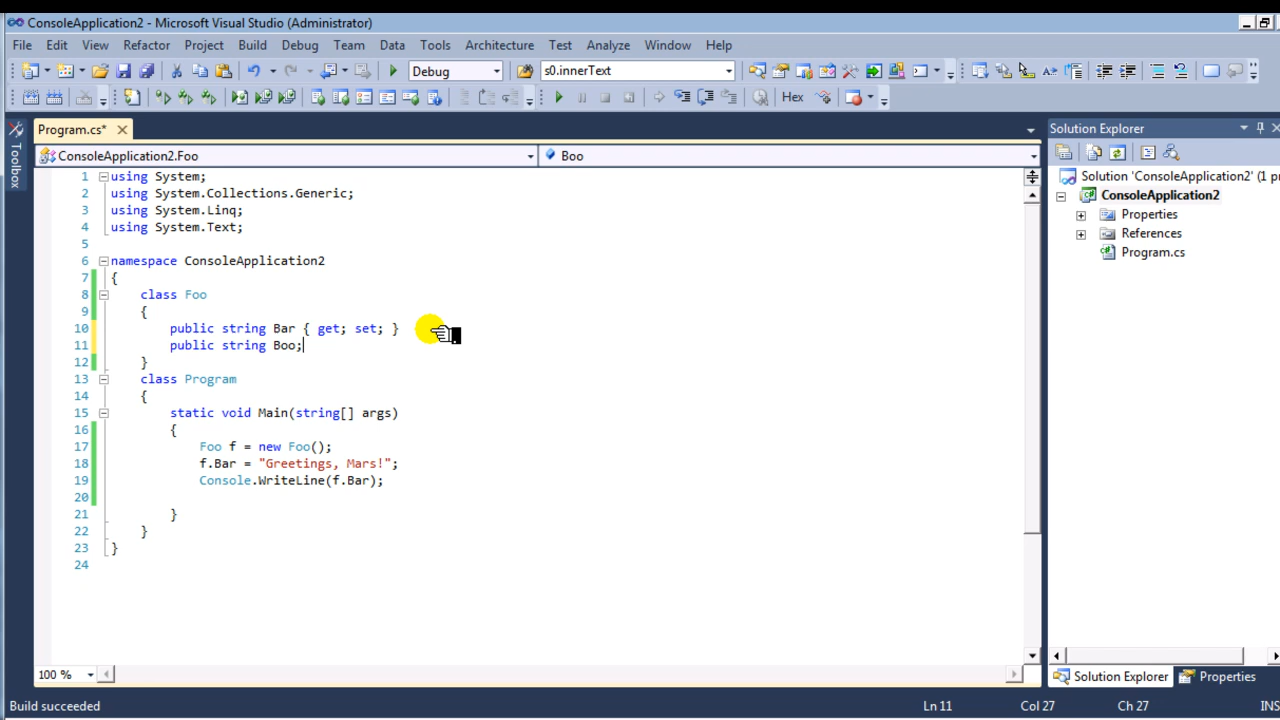 ConsoleApplication2 - Microsoft Visual Studio (Administrator)
File Edit View Refactor Project Build Debug Team Data Tools Architecture Test Analyze Window Help
Debug s0.innerText
Hex
Program.cs* Solution Explorer
Toolbox
ConsoleApplication2.Foo Boo
1 using System;
2 using System.Collections.Generic;
3 using System.Linq;
4 using System.Text;
5
6 namespace ConsoleApplication2
7 {
8 class Foo
9 {
10 public string Bar { get; set; }
11 public string Boo;
12 }
13 class Program
14 {
15 static void Main(string[] args)
16 {
17 Foo f = new Foo();
18 f.Bar = "Greetings, Mars!";
19 Console.WriteLine(f.Bar);
20
21 }
22 }
23 }
24
Solution 'ConsoleApplication2' (1 p
ConsoleApplication2
Properties
References
Program.cs
100 %
Solution Explorer Properties
Build succeeded Ln 11 Col 27 Ch 27 INS